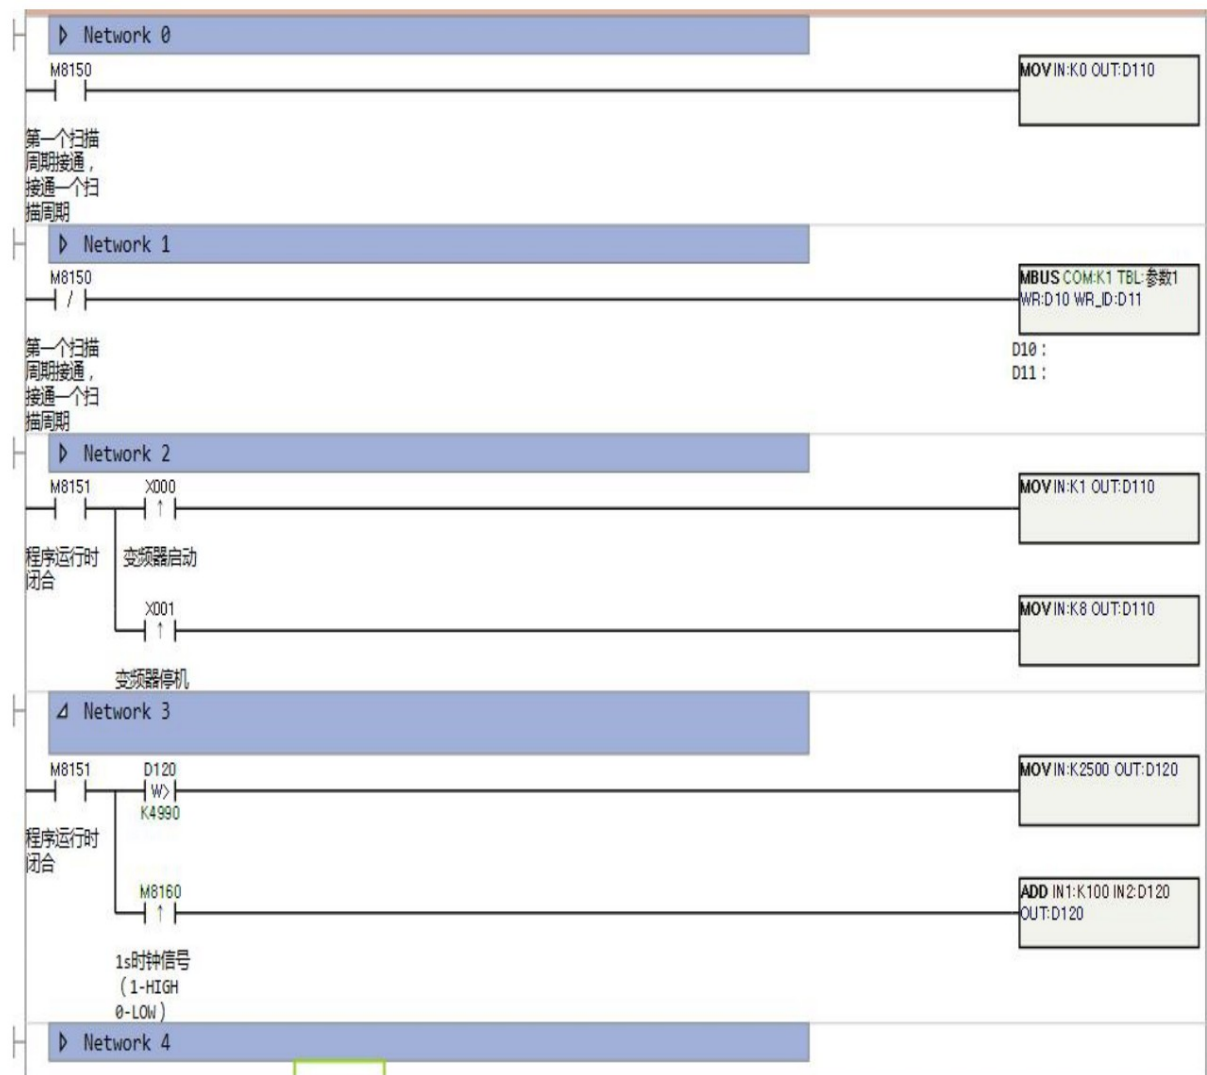 Network 0
M8150
MOV IN:K0 OUT:D110
第一个扫描
周期接通，
接通一个扫
描周期
Network 1
M8150
MBUS COM:K1 TBL:参数1
WR:D10 WR_ID:D11
/
第一个扫描
周期接通，
接通一个扫
描周期
D10：
D11：
Network 2
M8151 X000
MOV IN:K1 OUT:D110
↑
程序运行时
闭合
变频器启动
X001
MOV IN:K8 OUT:D110
↑
变频器停机
Network 3
M8151 D120
MOV IN:K2500 OUT:D120
W>
K4990
程序运行时
闭合
M8160
ADD IN1:K100 IN2:D120
OUT:D120
↑
1s时钟信号
（1-HIGH
0-LOW）
Network 4